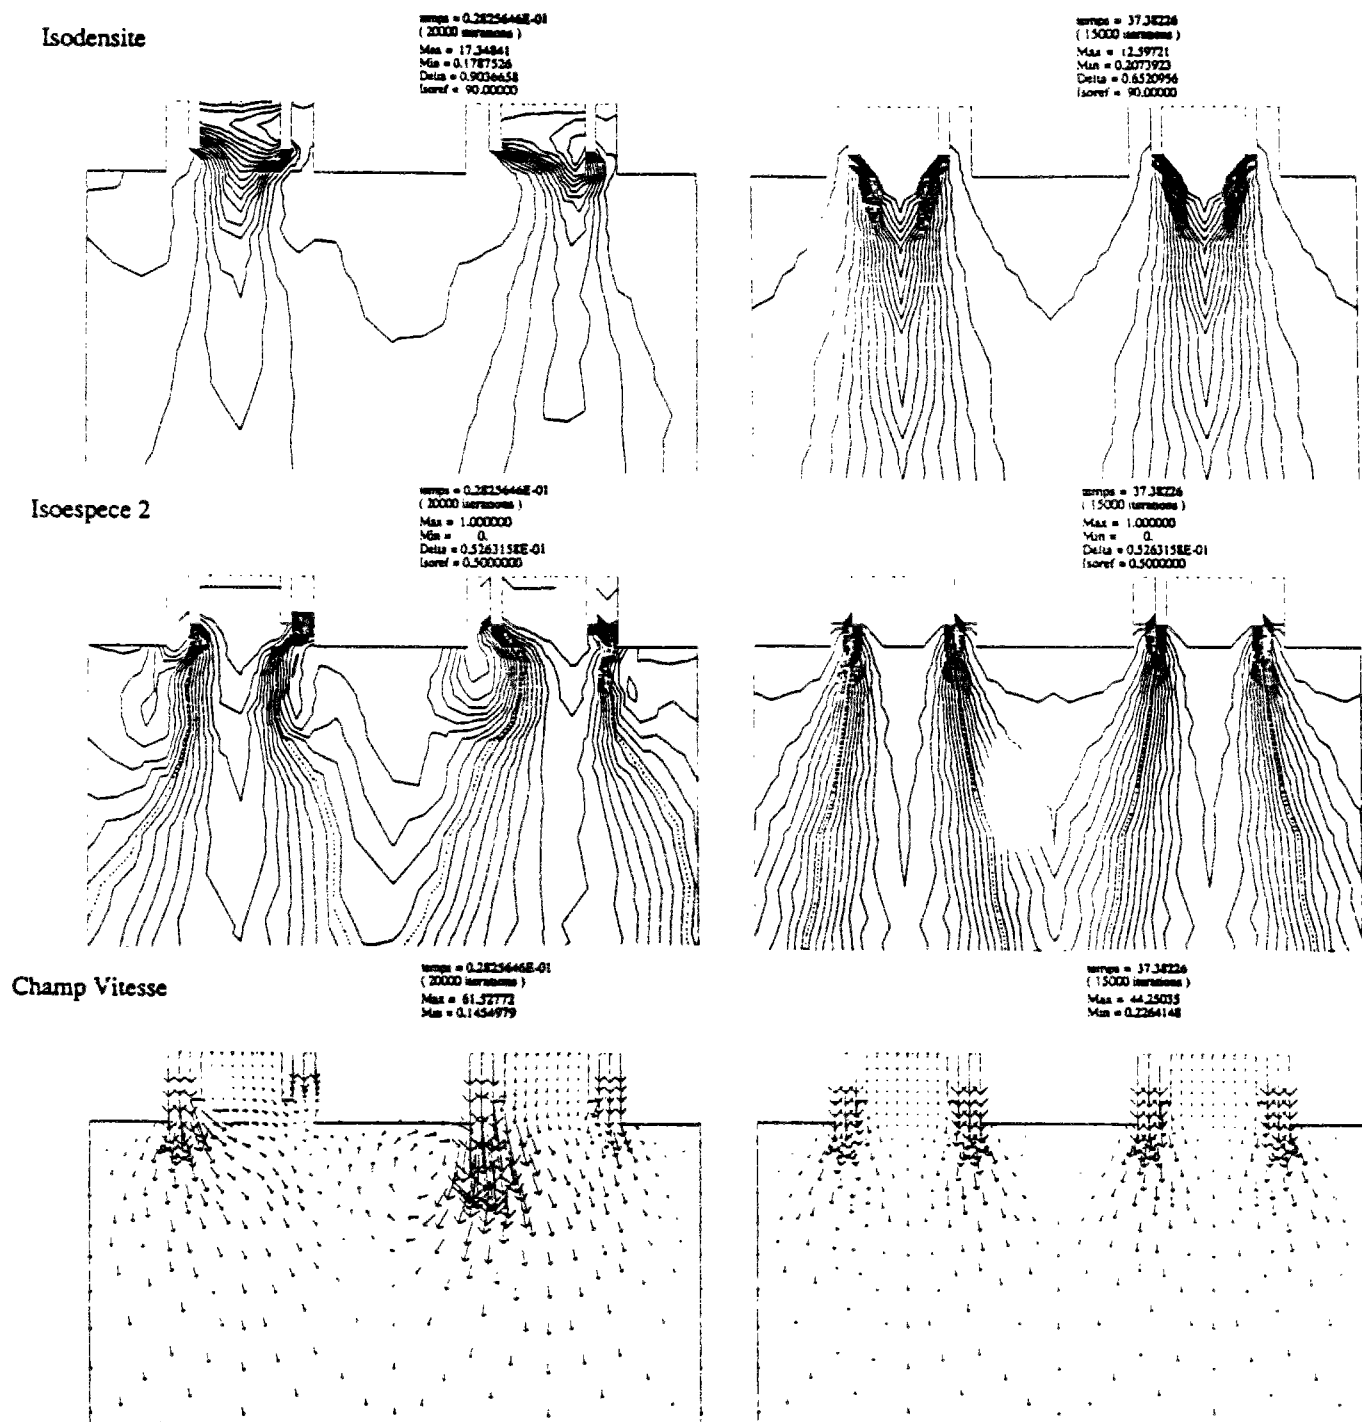 Isodensite
temps = 0.2825646E-01
( 20000 iterations )
Max = 17.34841
Min = 0.1787526
Delta = 0.9036658
Isoref = 90.00000
temps = 37.38226
( 15000 iterations )
Max = 12.59721
Min = 0.2073923
Delta = 0.6520956
Isoref = 90.00000
Isoespece 2
temps = 0.2825646E-01
( 20000 iterations )
Max = 1.000000
Min = 0.
Delta = 0.5263158E-01
Isoref = 0.5000000
temps = 37.38226
( 15000 iterations )
Max = 1.000000
Min = 0.
Delta = 0.5263158E-01
Isoref = 0.5000000
Champ Vitesse
temps = 0.2825646E-01
( 20000 iterations )
Max = 61.52772
Min = 0.1454979
temps = 37.38226
( 15000 iterations )
Max = 44.25035
Min = 0.2264148